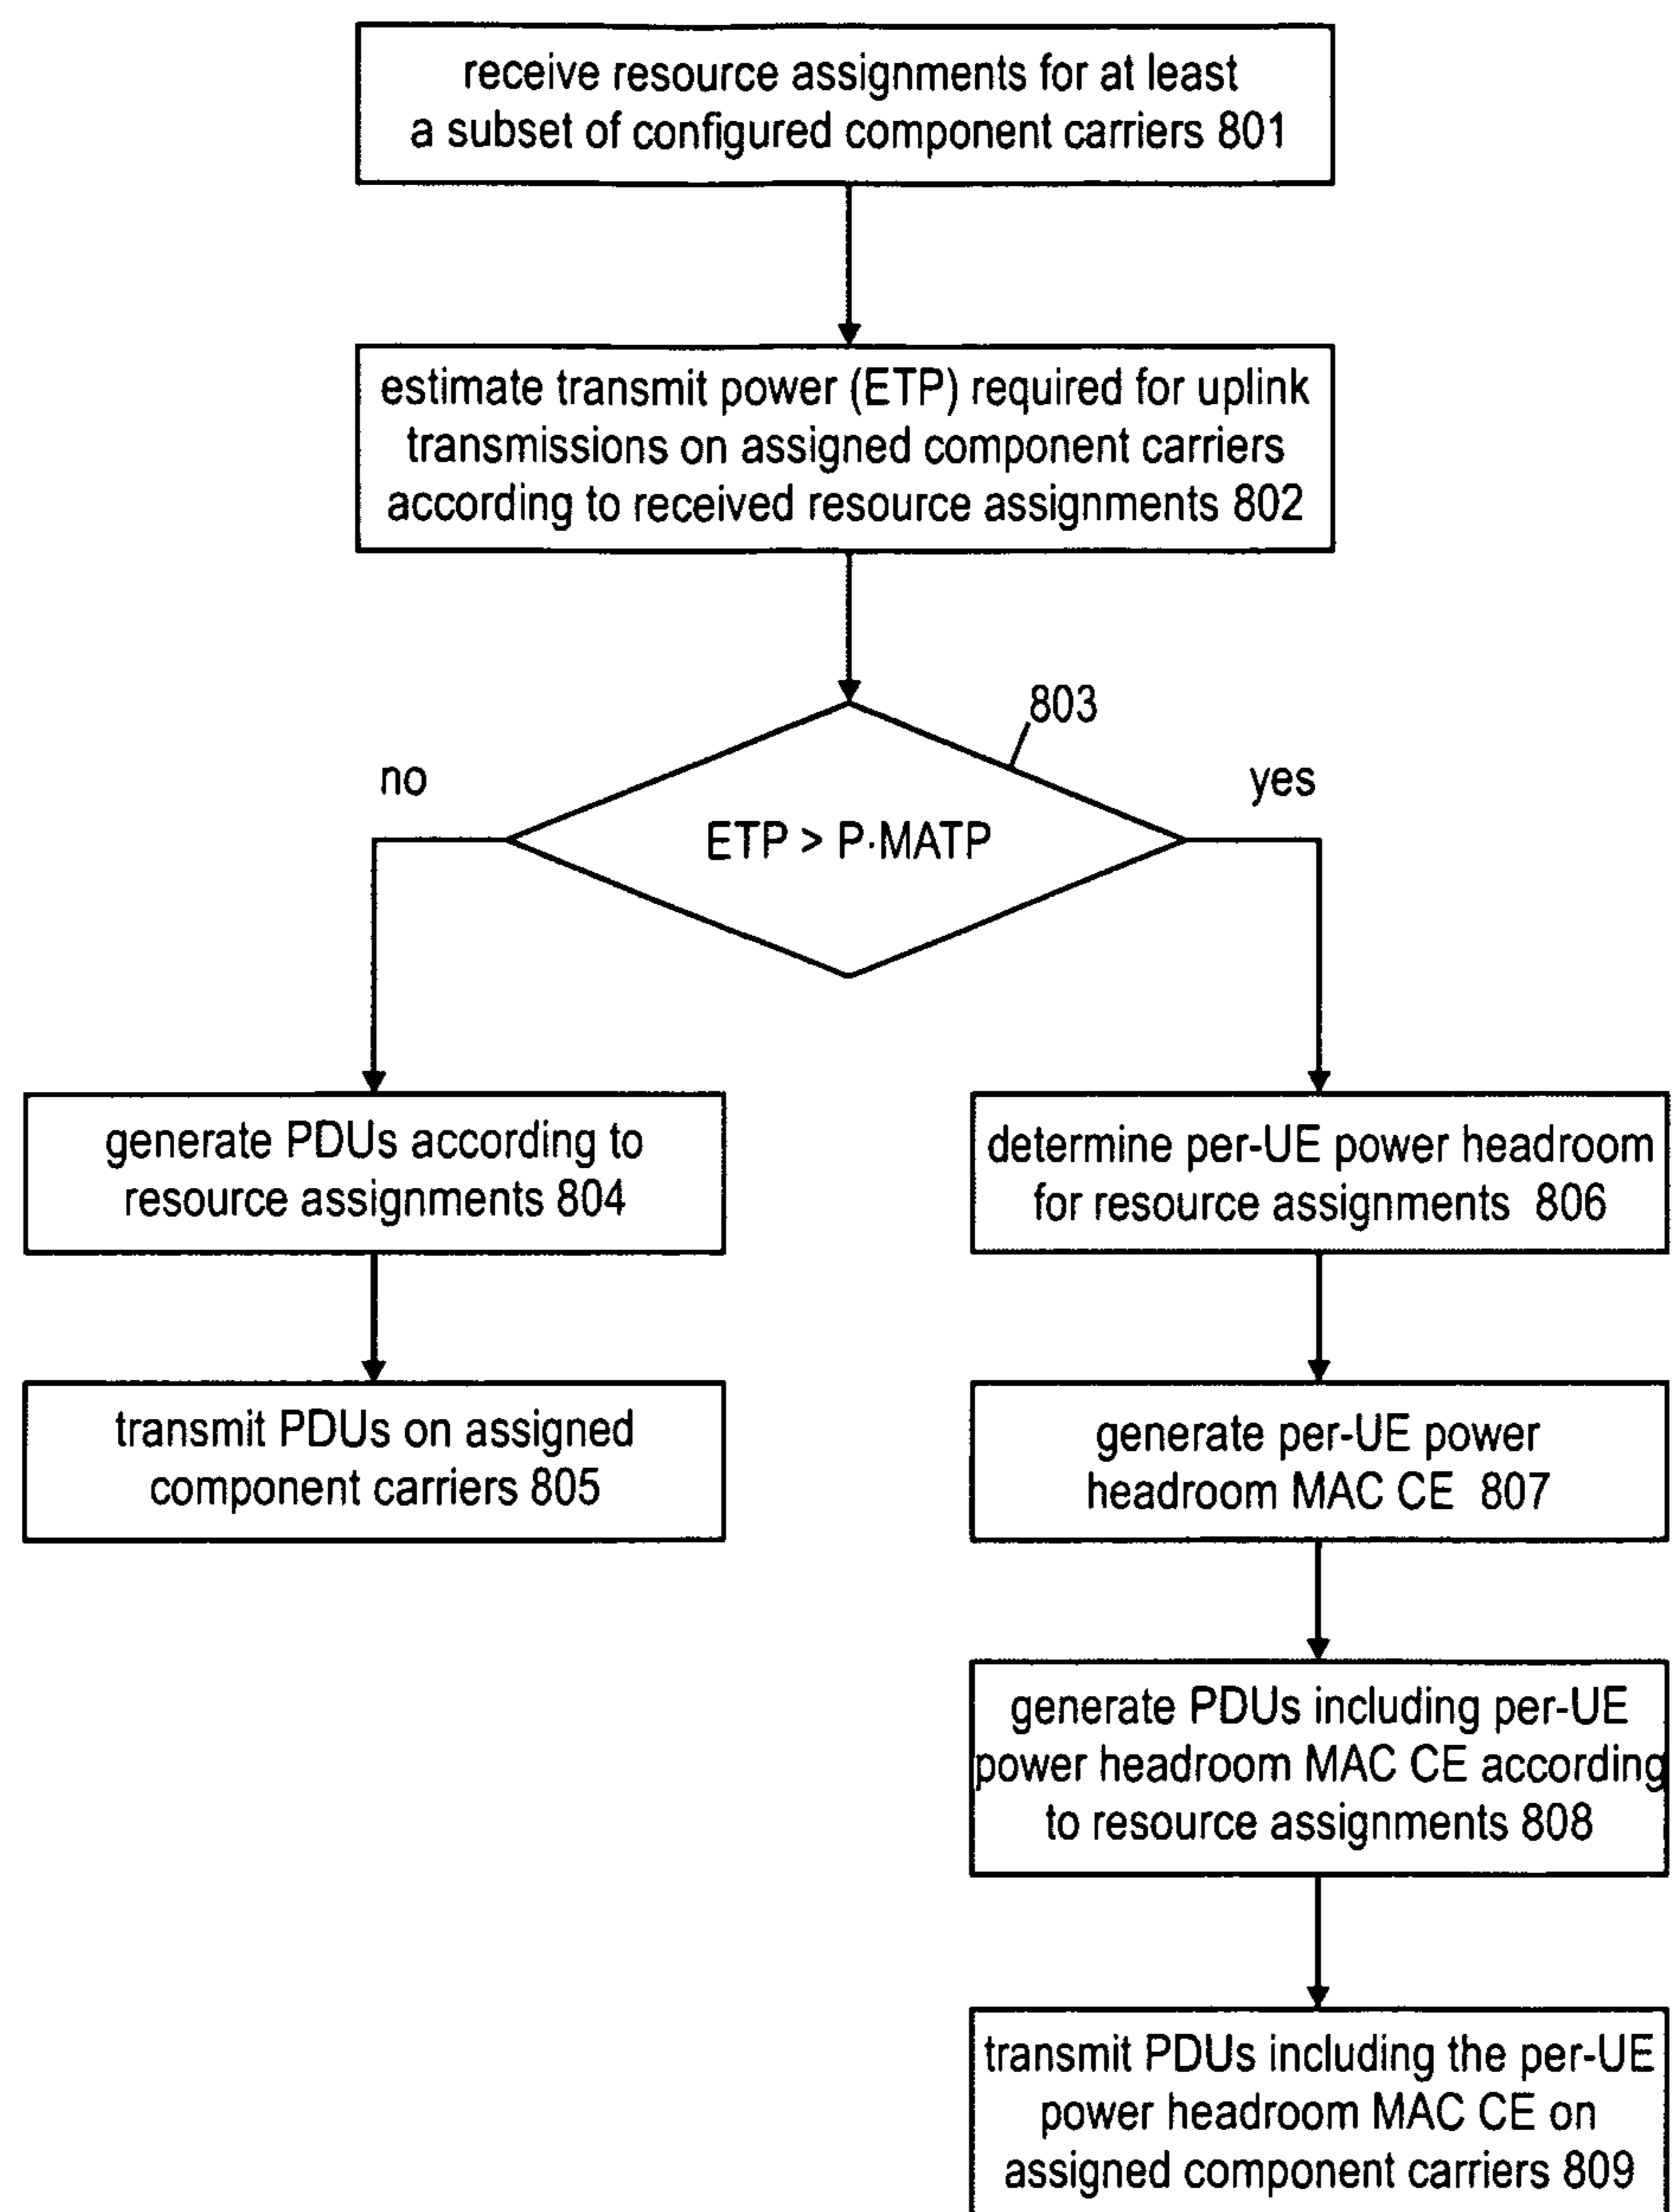 receive resource assignments for at least
a subset of configured component carriers 801
estimate transmit power (ETP) required for uplink
transmissions on assigned component carriers
according to received resource assignments 802
803
no
yes
ETP > P·MATP
generate PDUs according to
resource assignments 804
transmit PDUs on assigned
component carriers 805
determine per-UE power headroom
for resource assignments 806
generate per-UE power
headroom MAC CE 807
generate PDUs including per-UE
power headroom MAC CE according
to resource assignments 808
transmit PDUs including the per-UE
power headroom MAC CE on
assigned component carriers 809